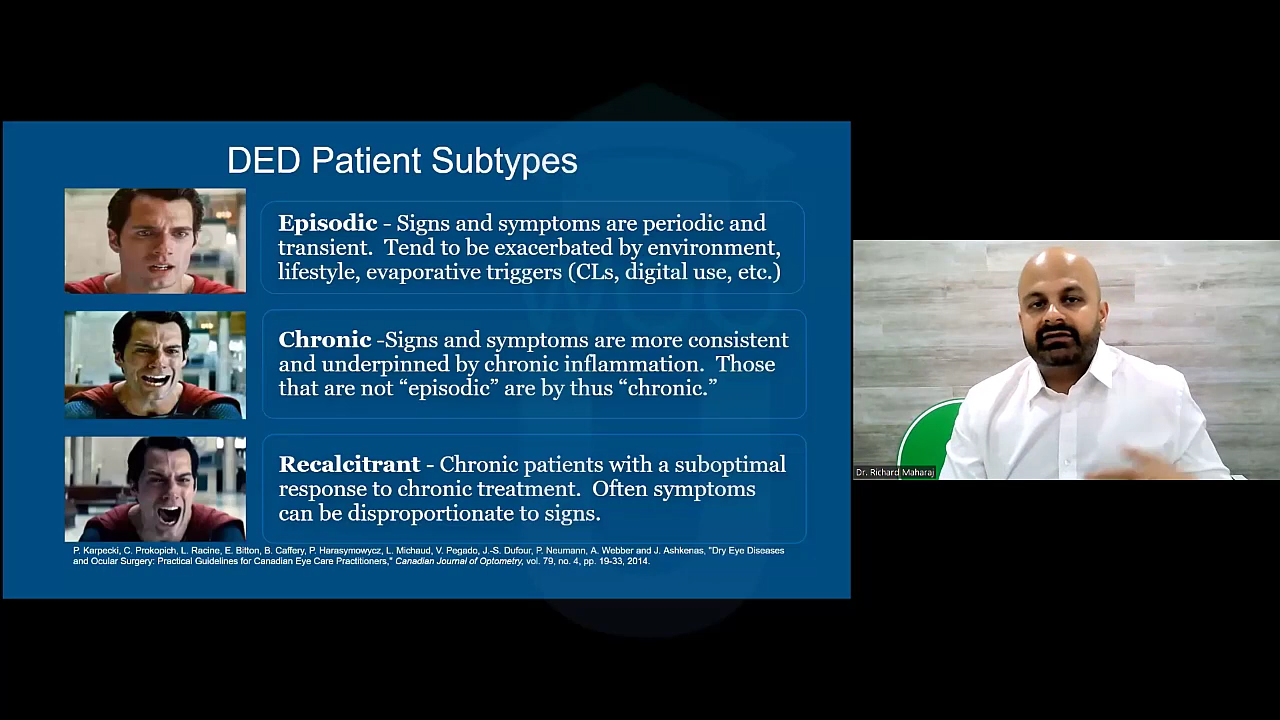 DED Patient Subtypes
Episodic - Signs and symptoms are periodic and
transient. Tend to be exacerbated by environment,
lifestyle, evaporative triggers (CLs, digital use, etc.)
Chronic -Signs and symptoms are more consistent
and underpinned by chronic inflammation. Those
that are not “episodic” are by thus “chronic.”
Recalcitrant - Chronic patients with a suboptimal
response to chronic treatment. Often symptoms
can be disproportionate to signs.
P. Karpecki, C. Prokopich, L. Racine, E. Bitton, B. Caffery, P. Harasymowycz, L. Michaud, V. Pegado, J.-S. Dufour, P. Neumann, A. Webber and J. Ashkenas, "Dry Eye Diseases
and Ocular Surgery: Practical Guidelines for Canadian Eye Care Practitioners," Canadian Journal of Optometry, vol. 79, no. 4, pp. 19-33, 2014.
Dr. Richard Maharaj